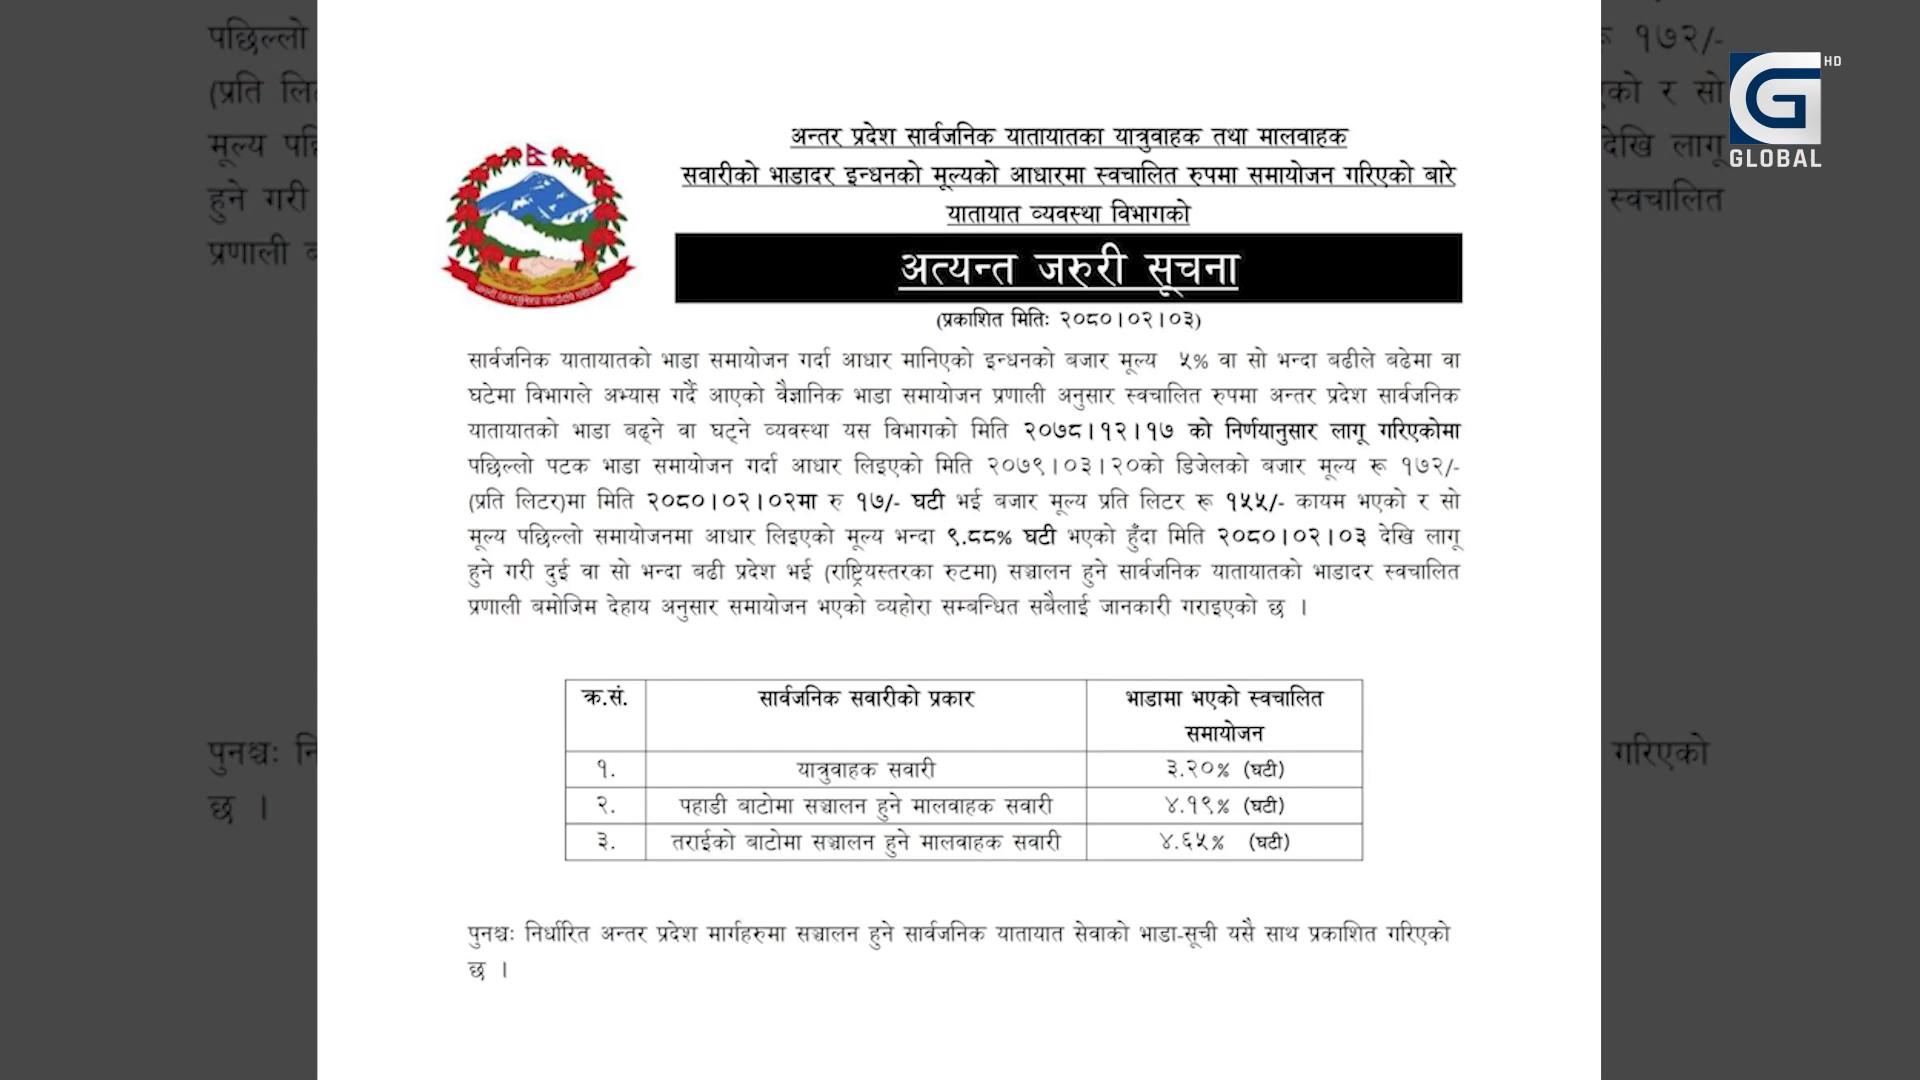 HD
GLOBAL
अन्तर प्रदेश सार्वजनिक यातायातका यात्रुवाहक तथा मालवाहक
सवारीको भाडादर इन्धनको मूल्यको आधारमा स्वचालित रुपमा समायोजन गरिएको बारे
यातायात व्यवस्था विभागको
अत्यन्त जरुरी सूचना
(प्रकाशित मितिः २०८०।०२।०३)
सार्वजनिक यातायातको भाडा समायोजन गर्दा आधार मानिएको इन्धनको बजार मूल्य ५% वा सो भन्दा बढीले बढेमा वा
घटेमा विभागले अभ्यास गर्दै आएको वैज्ञानिक भाडा समायोजन प्रणाली अनुसार स्वचालित रुपमा अन्तर प्रदेश सार्वजनिक
यातायातको भाडा बढ्ने वा घट्ने व्यवस्था यस विभागको मिति २०७८।१२।१७ को निर्णयानुसार लागू गरिएकोमा
पछिल्लो पटक भाडा समायोजन गर्दा आधार लिइएको मिति २०७९।०३।२०को डिजेलको बजार मूल्य रू १७२/-
(प्रति लिटर)मा मिति २०८०।०२।०२मा रु १७/- घटी भई बजार मूल्य प्रति लिटर रू १५५/- कायम भएको र सो
मूल्य पछिल्लो समायोजनमा आधार लिइएको मूल्य भन्दा ९.८८% घटी भएको हुँदा मिति २०८०।०२।०३ देखि लागू
हुने गरी दुई वा सो भन्दा बढी प्रदेश भई (राष्ट्रियस्तरका रुटमा) सञ्चालन हुने सार्वजनिक यातायातको भाडादर स्वचालित
प्रणाली बमोजिम देहाय अनुसार समायोजन भएको व्यहोरा सम्बन्धित सबैलाई जानकारी गराइएको छ ।
क्र.सं. सार्वजनिक सवारीको प्रकार भाडामा भएको स्वचालित
समायोजन
१. यात्रुवाहक सवारी ३.२०% (घटी)
२. पहाडी बाटोमा सञ्चालन हुने मालवाहक सवारी ४.१९% (घटी)
३. तराईको बाटोमा सञ्चालन हुने मालवाहक सवारी ४.६५% (घटी)
पुनश्चः निर्धारित अन्तर प्रदेश मार्गहरुमा सञ्चालन हुने सार्वजनिक यातायात सेवाको भाडा-सूची यसै साथ प्रकाशित गरिएको
छ ।